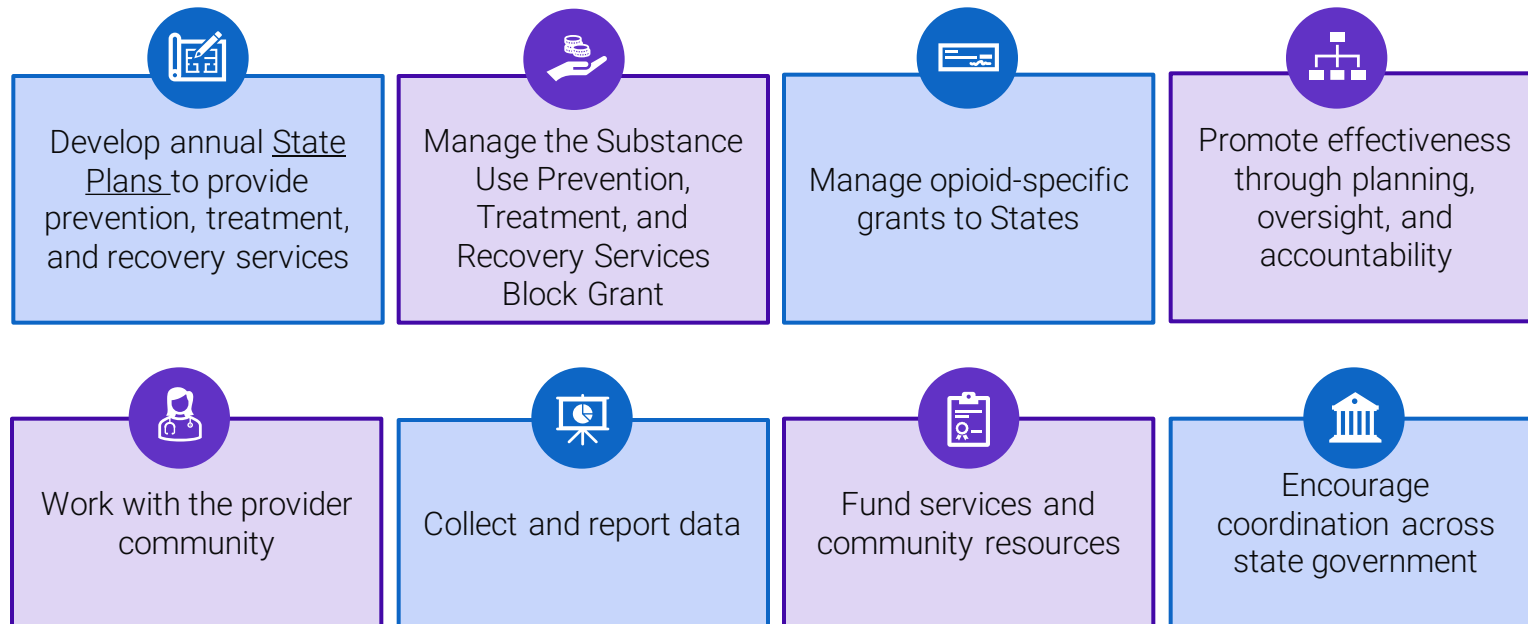 Develop annual State
Plans to provide
prevention, treatment,
and recovery services
Manage the Substance
Use Prevention,
Treatment, and
Recovery Services
Block Grant
Manage opioid-specific
grants to States
Promote effectiveness
through planning,
oversight, and
accountability
Work with the provider
community
Collect and report data
Fund services and
community resources
Encourage
coordination across
state government